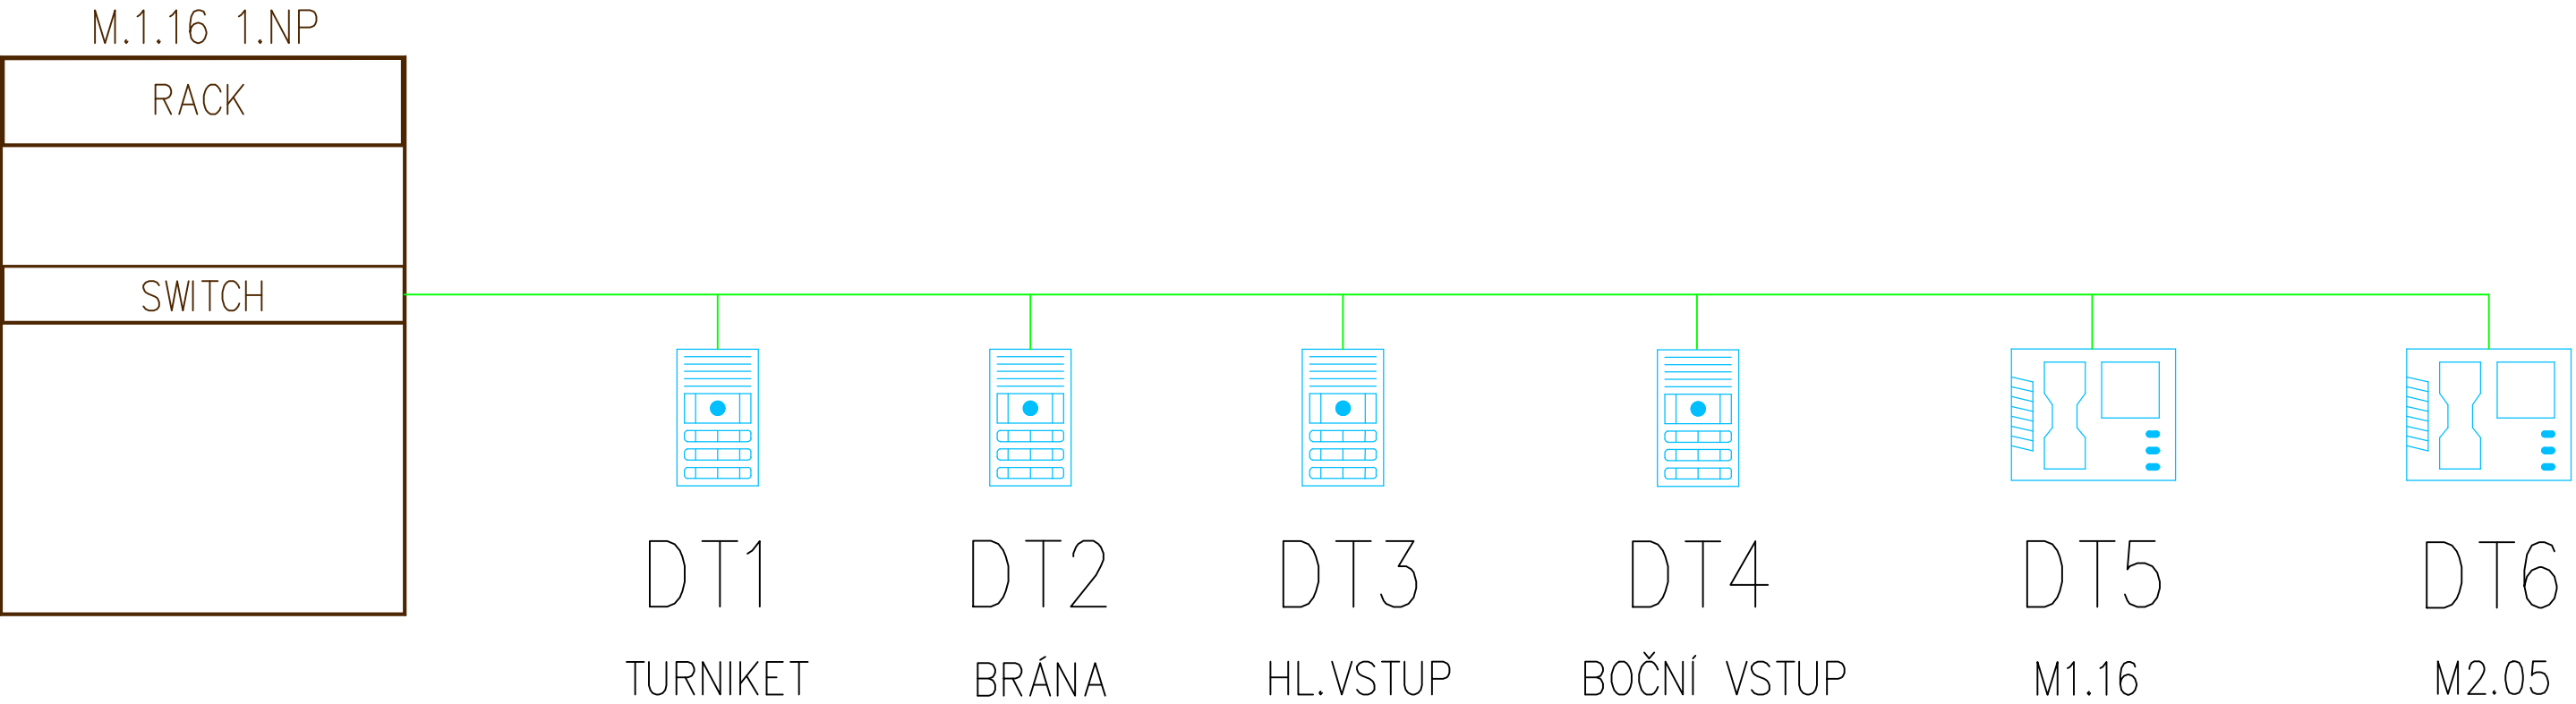 M.1.16 1.NP
RACK
SWITCH
DT1 DT2 DT3 DT4 DT5 DT6
TURNIKET BRÁNA HL.VSTUP BOČNÍ VSTUP M1.16 M2.05